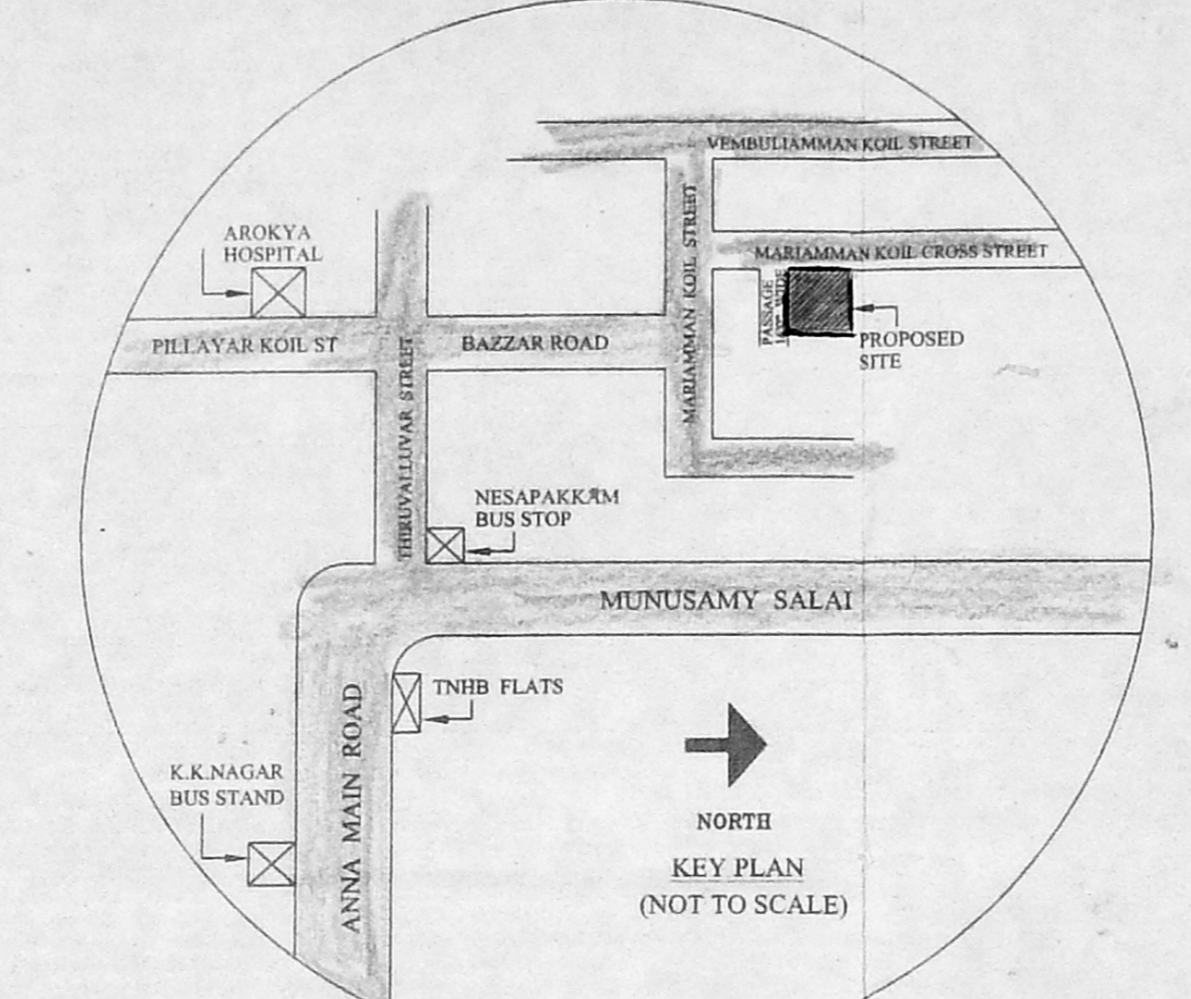 VEMBULIAMMAN KOIL STREET
AROKYA
HOSPITAL
MARIAMMAN KOIL STREET
MARIAMMAN KOIL CROSS STREET
PASSAGE
WIDE
PILLAYAR KOIL ST
BAZZAR ROAD
PROPOSED
SITE
THIRUVALLUVAR STREET
NESAPAKKAM
BUS STOP
MUNUSAMY SALAI
TNHB FLATS
ANNA MAIN ROAD
K.K.NAGAR
BUS STAND
NORTH
KEY PLAN
(NOT TO SCALE)